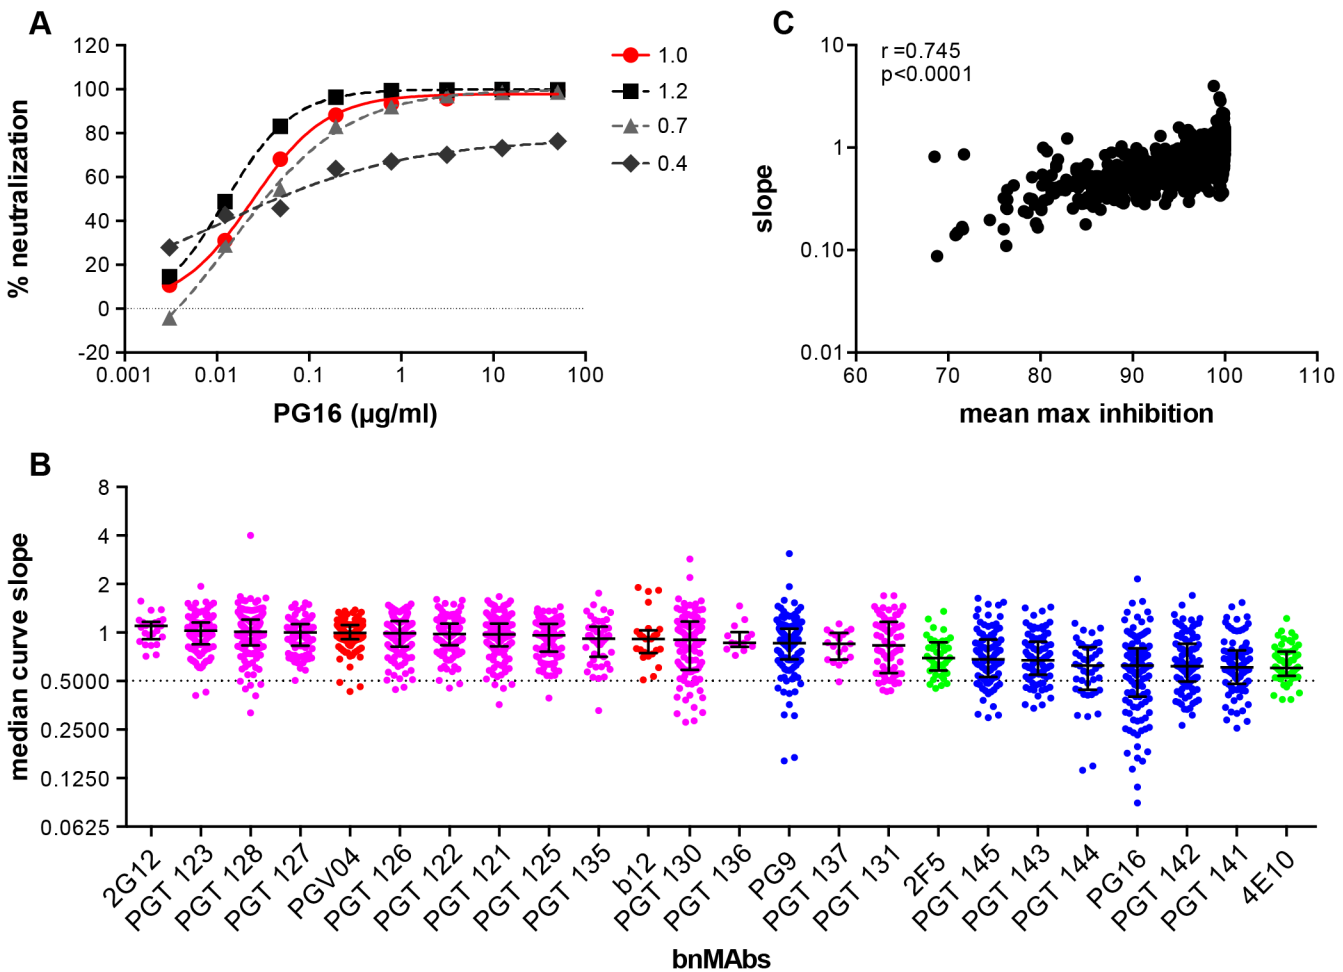 A
120
100
80
60
40
20
0
-20
% neutralization
0.001
0.01
0.1
1
10
100
PG16 (μg/ml)
1.0
1.2
0.7
0.4
C
r =0.745
p<0.0001
10
1
0.10
0.01
slope
60
70
80
90
100
110
mean max inhibition
B
8
4
2
1
0.5000
0.2500
0.1250
0.0625
median curve slope
2G12
PGT 123
PGT 128
PGT 127
PGV04
PGT 126
PGT 122
PGT 121
PGT 125
PGT 135
b12
PGT 130
PGT 136
PG9
PGT 137
PGT 131
2F5
PGT 145
PGT 143
PGT 144
PG16
PGT 142
PGT 141
4E10
bnMAbs